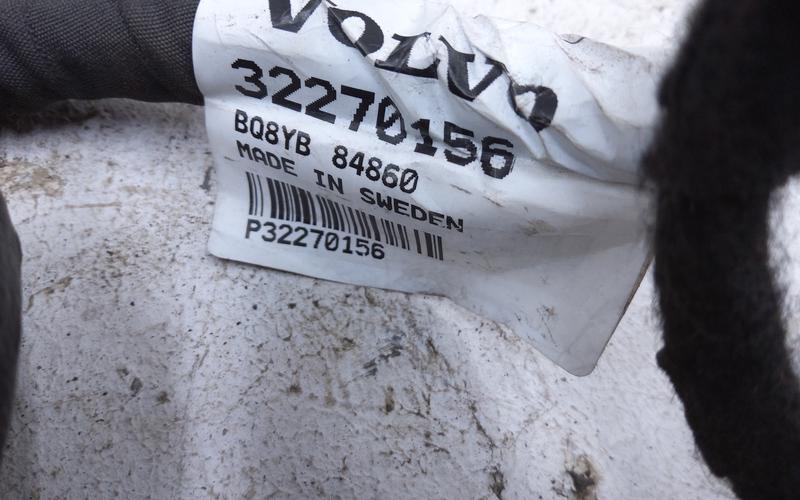 VOLVO
32270156
BQ8YB 84860
MADE IN SWEDEN
P32270156